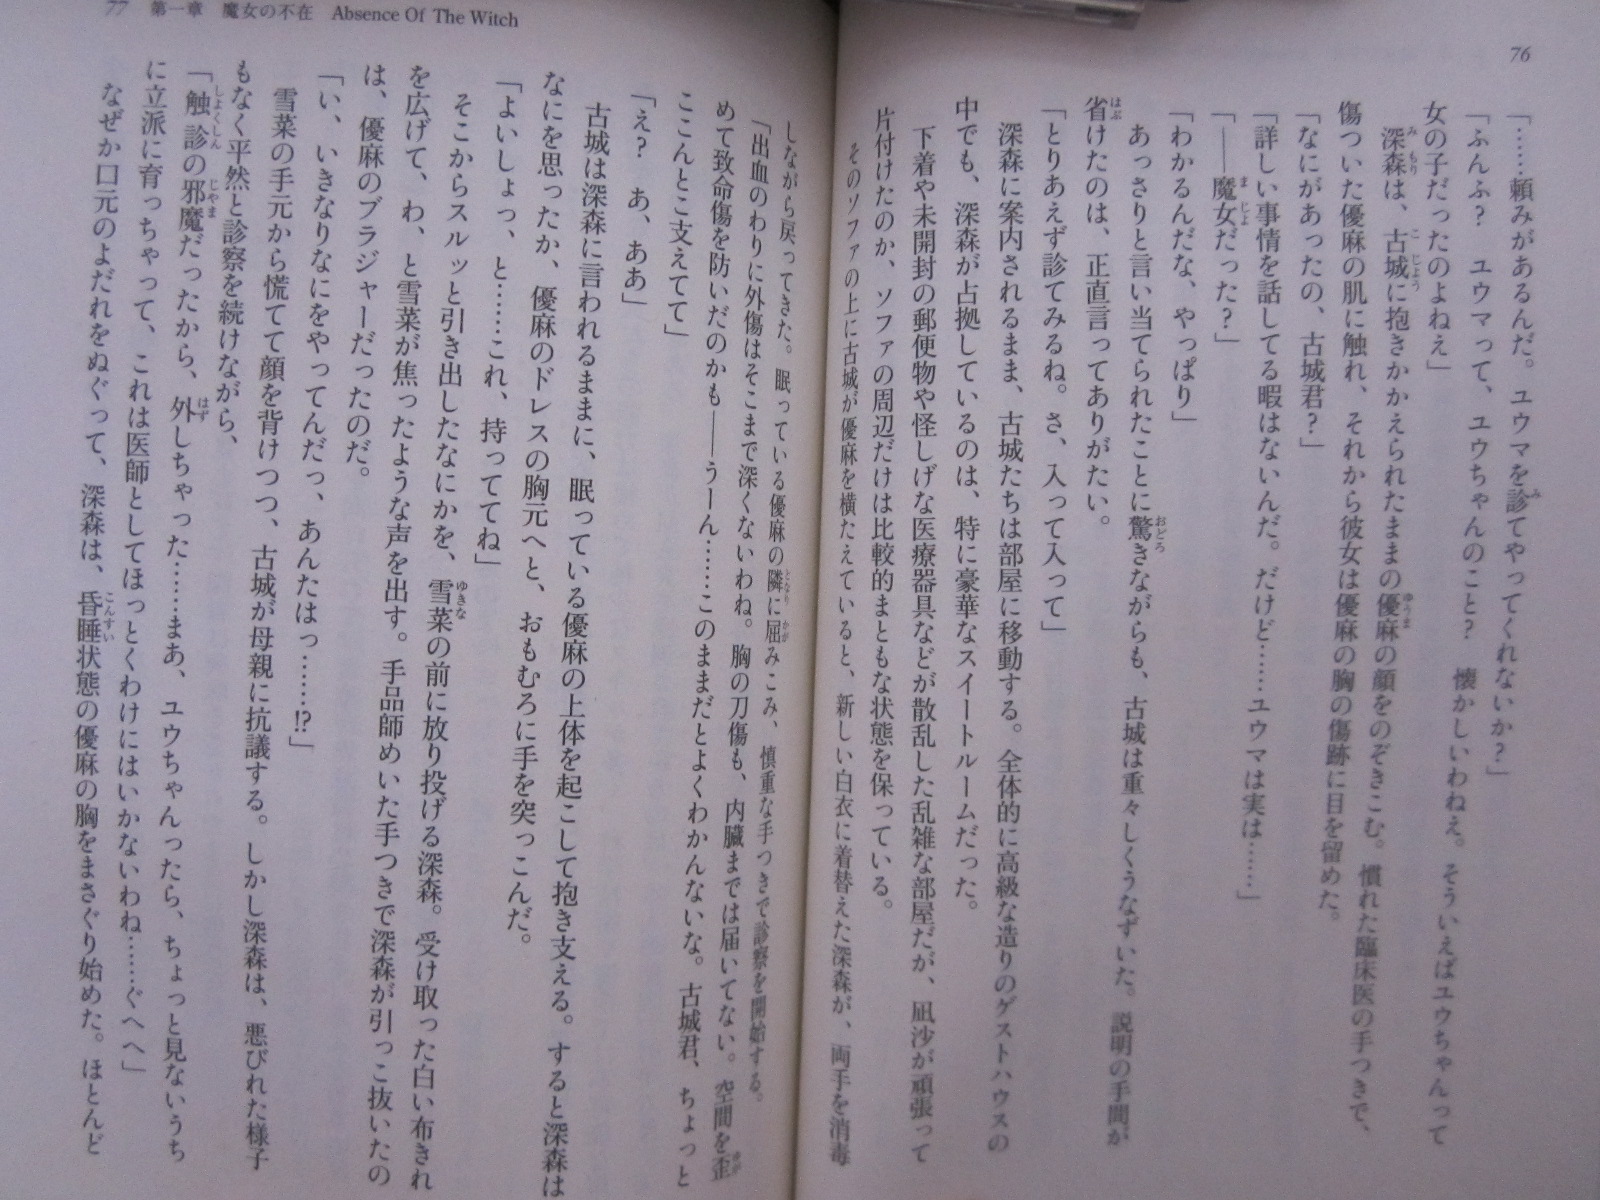 76
「……頼みがあるんだ。ユウマを診てやってくれないか？」
「ふんふ？　ユウマって、ユウちゃんのこと？　懐かしいわねえ。そういえばユウちゃんって
女の子だったのよねえ」
深森は、古城に抱きかかえられたままの優麻の顔をのぞきこむ。慣れた臨床医の手つきで、
傷ついた優麻の肌に触れ、それから彼女は優麻の胸の傷跡に目を留めた。
「なにがあったの、古城君？」
「詳しい事情を話してる暇はないんだ。だけど……ユウマは実は……」
「――魔女だった？」
「わかるんだな、やっぱり」
あっさりと言い当てられたことに驚きながらも、古城は重々しくうなずいた。説明の手間が
省けたのは、正直言ってありがたい。
「とりあえず診てみるね。さ、入って入って」
深森に案内されるまま、古城たちは部屋に移動する。全体的に高級な造りのゲストハウスの
中でも、深森が占拠しているのは、特に豪華なスイートルームだった。
下着や未開封の郵便物や怪しげな医療器具などが散乱した乱雑な部屋だが、凪沙が頑張って
片付けたのか、ソファの周辺だけは比較的まともな状態を保っている。
そのソファの上に古城が優麻を横たえていると、新しい白衣に着替えた深森が、両手を消毒
77　第一章　魔女の不在　Absence Of The Witch
しながら戻ってきた。眠っている優麻の隣に屈みこみ、慎重な手つきで診察を開始する。
「出血のわりに外傷はそこまで深くないわね。胸の刀傷も、内臓までは届いてない。空間を歪
めて致命傷を防いだのかも――うーん……このままだとよくわかんないな。古城君、ちょっと
ここんとこ支えてて」
「え？　あ、ああ」
古城は深森に言われるままに、眠っている優麻の上体を起こして抱き支える。すると深森は
なにを思ったか、優麻のドレスの胸元へと、おもむろに手を突っこんだ。
「よいしょっ、と……これ、持っててね」
そこからスルッと引き出したなにかを、雪菜の前に放り投げる深森。受け取った白い布きれ
を広げて、わ、と雪菜が焦ったような声を出す。手品師めいた手つきで深森が引っこ抜いたの
は、優麻のブラジャーだったのだ。
「い、いきなりなにをやってんだっ、あんたはっ……!?」
雪菜の手元から慌てて顔を背けつつ、古城が母親に抗議する。しかし深森は、悪びれた様子
もなく平然と診察を続けながら、
「触診の邪魔だったから、外しちゃった……まあ、ユウちゃんったら、ちょっと見ないうち
に立派に育っちゃって、これは医師としてほっとくわけにはいかないわね……ぐへへ」
なぜか口元のよだれをぬぐって、深森は、昏睡状態の優麻の胸をまさぐり始めた。ほとんど